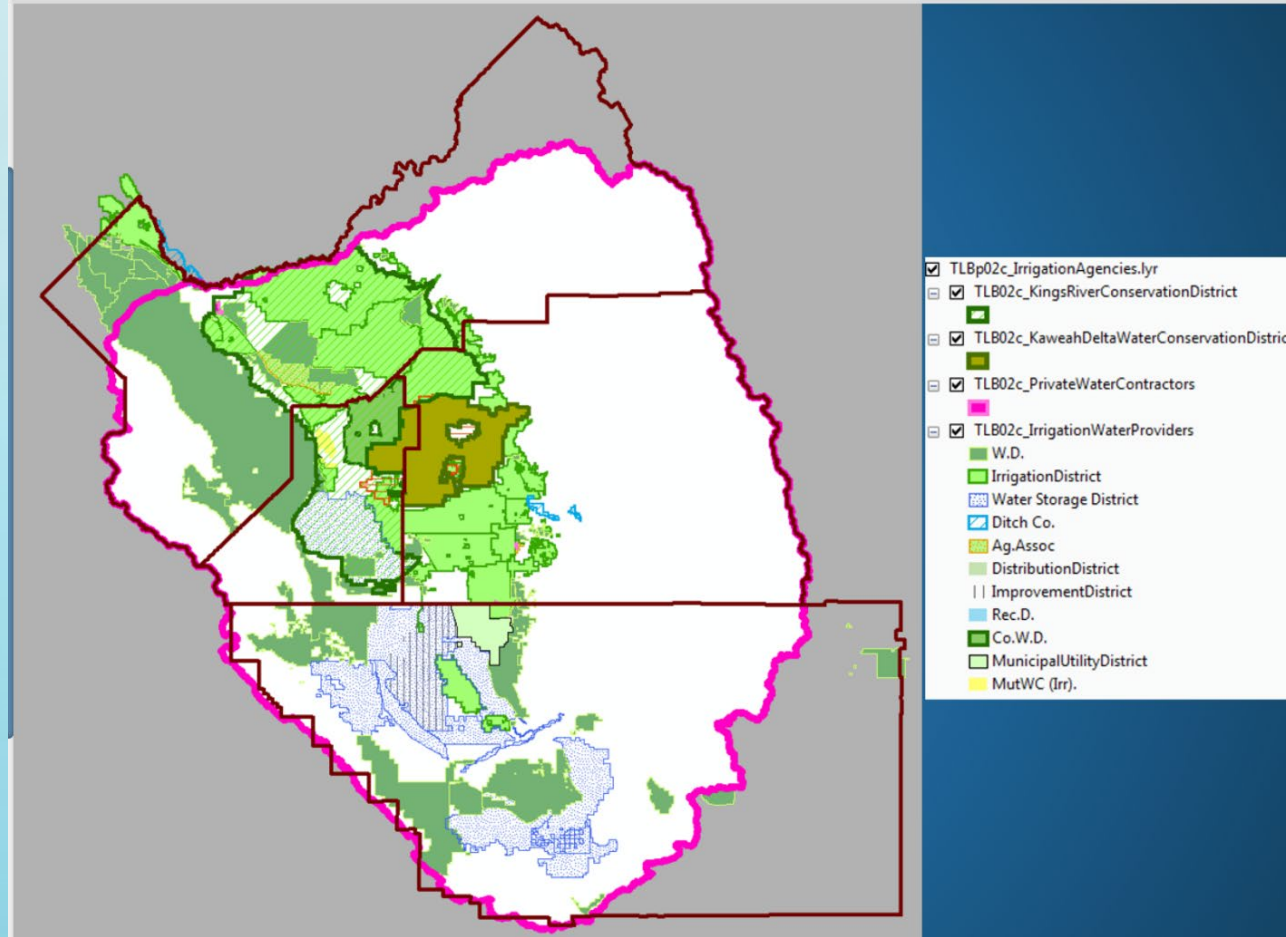 TLBp02c_IrrigationAgencies.lyr
TLB02c_KingsRiverConservationDistrict
TLB02c_KaweahDeltaWaterConservationDistric
TLB02c_PrivateWaterContractors
TLB02c_IrrigationWaterProviders
W.D.
IrrigationDistrict
Water Storage District
Ditch Co.
Ag.Assoc
DistributionDistrict
ImprovementDistrict
Rec.D.
Co.W.D.
MunicipalUtilityDistrict
MutWC (Irr).